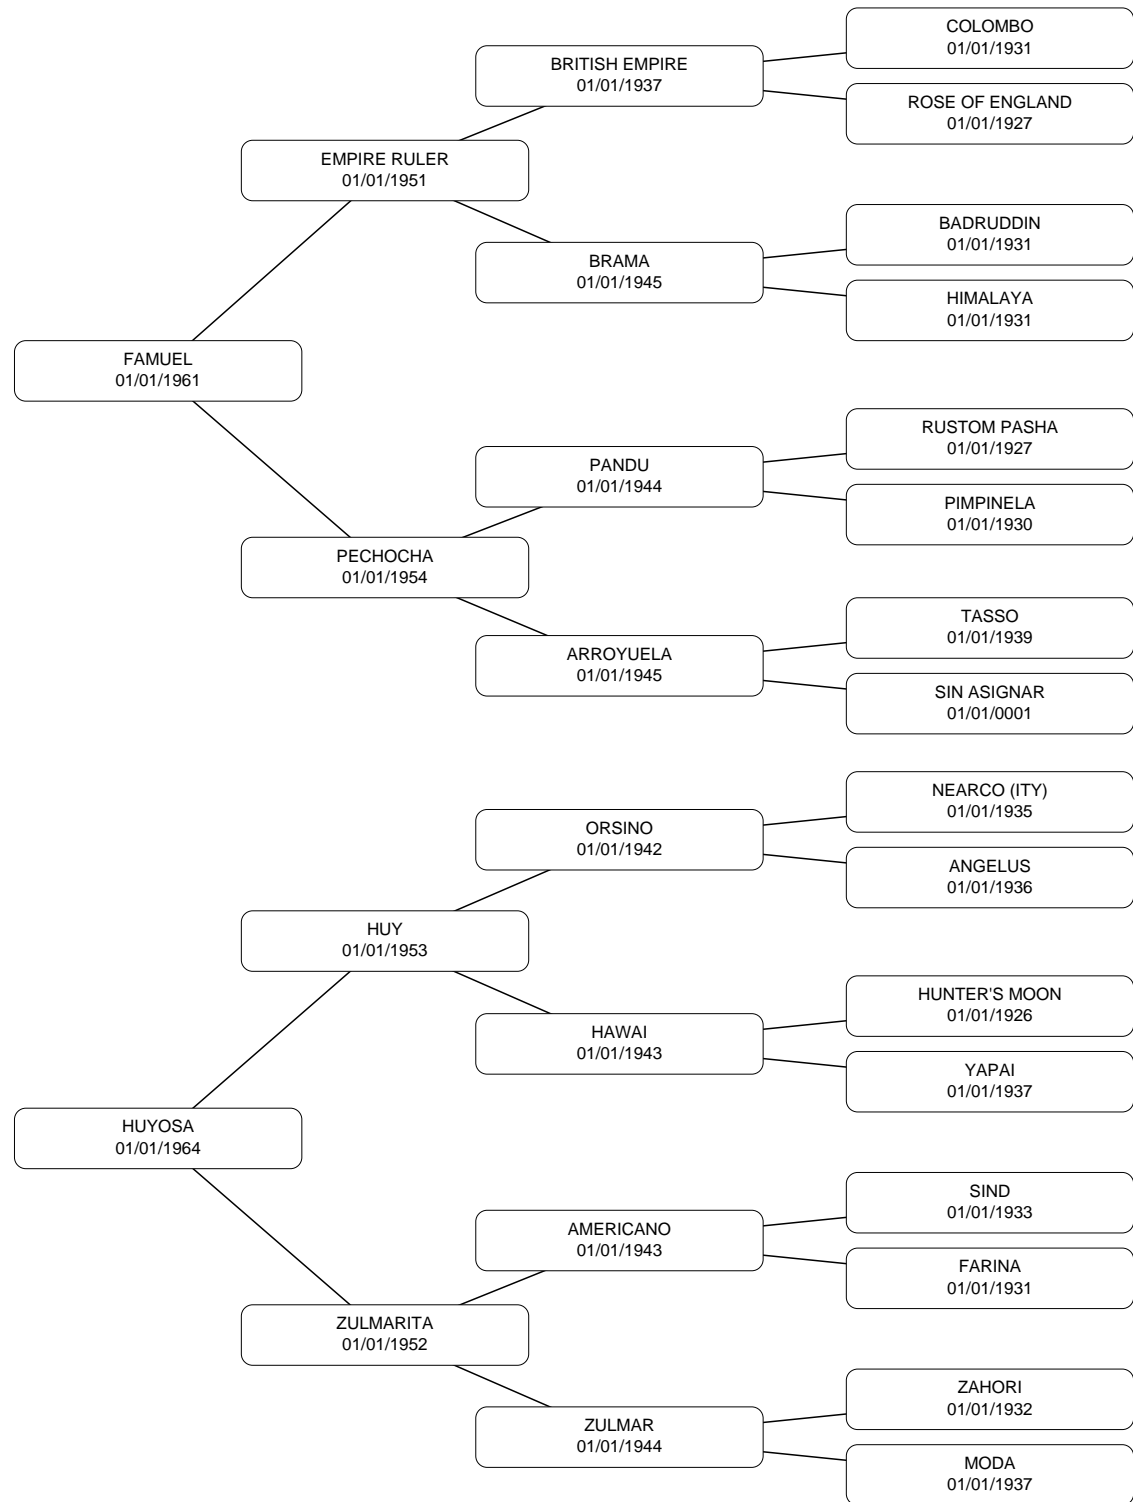 COLOMBO
01/01/1931
BRITISH EMPIRE
01/01/1937
ROSE OF ENGLAND
01/01/1927
EMPIRE RULER
01/01/1951
BADRUDDIN
01/01/1931
BRAMA
01/01/1945
HIMALAYA
01/01/1931
FAMUEL
01/01/1961
RUSTOM PASHA
01/01/1927
PANDU
01/01/1944
PIMPINELA
01/01/1930
PECHOCHA
01/01/1954
TASSO
01/01/1939
ARROYUELA
01/01/1945
SIN ASIGNAR
01/01/0001
NEARCO (ITY)
01/01/1935
ORSINO
01/01/1942
ANGELUS
01/01/1936
HUY
01/01/1953
HUNTER'S MOON
01/01/1926
HAWAI
01/01/1943
YAPAI
01/01/1937
HUYOSA
01/01/1964
SIND
01/01/1933
AMERICANO
01/01/1943
FARINA
01/01/1931
ZULMARITA
01/01/1952
ZAHORI
01/01/1932
ZULMAR
01/01/1944
MODA
01/01/1937